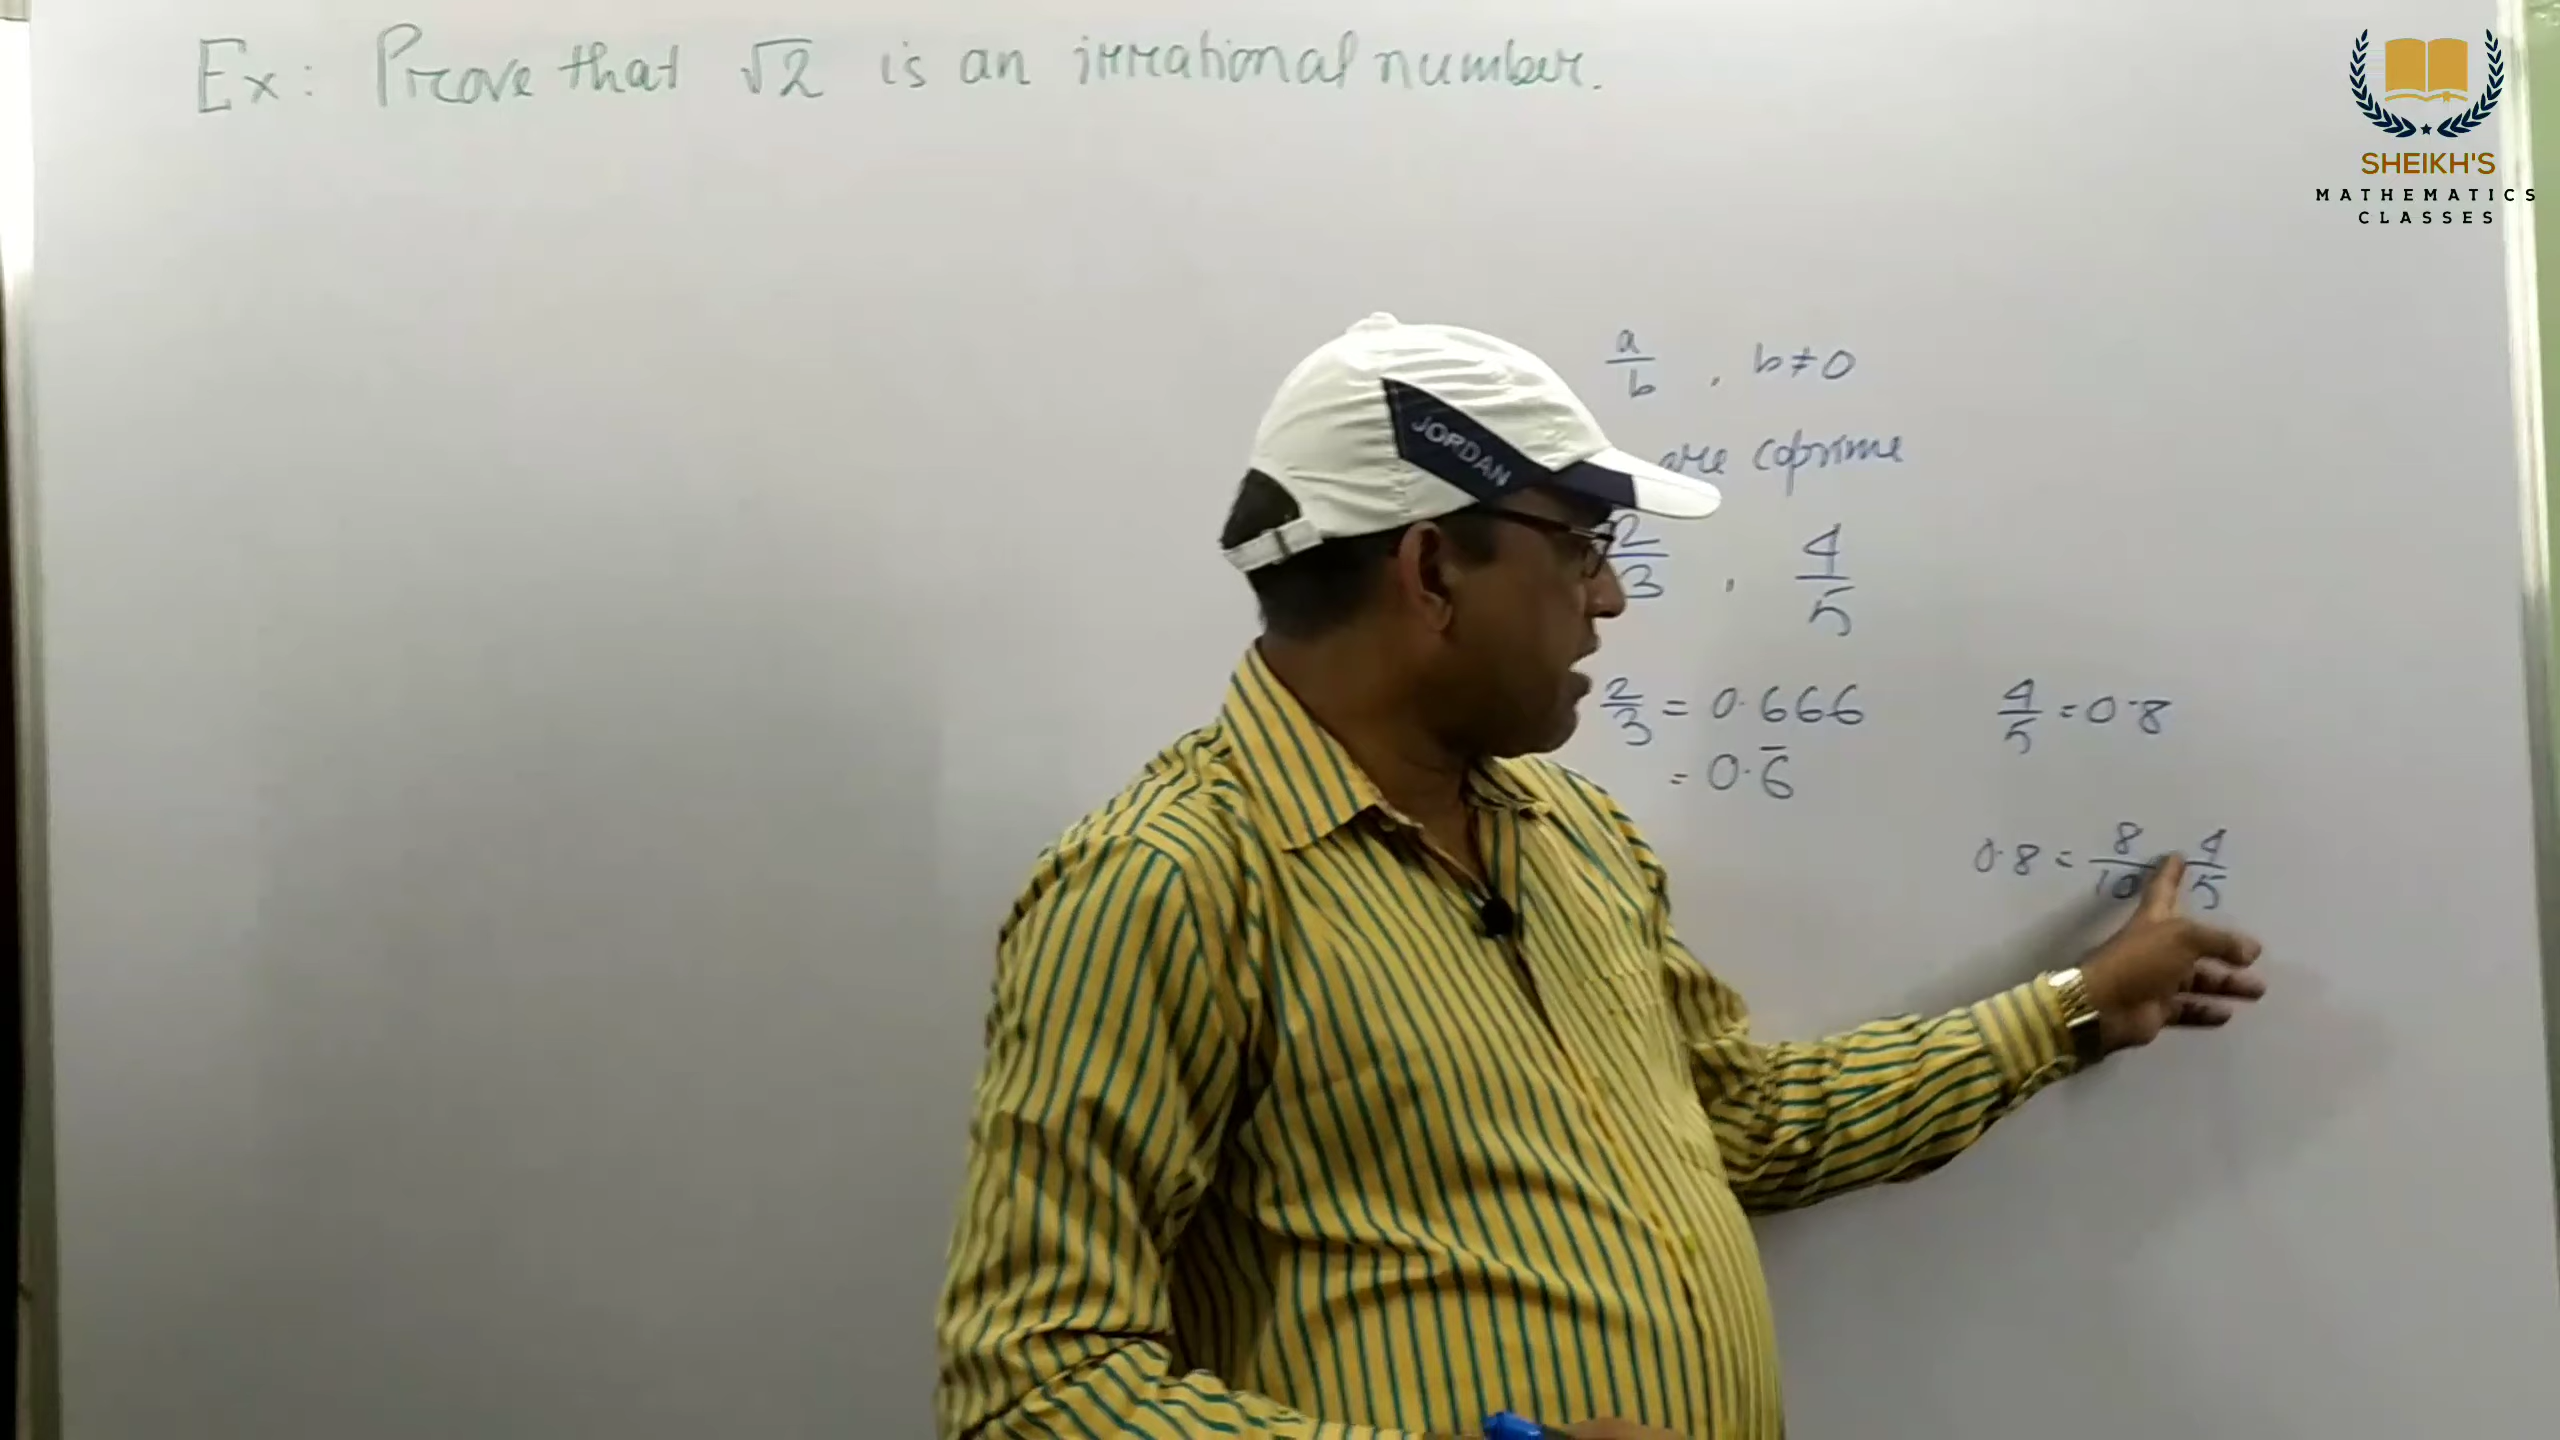 Ex: Prove that √2 is an irrational number.
SHEIKH'S
MATHEMATICS
CLASSES
a/b , b≠0
are coprime
JORDAN
2/3 , 4/5
2/3 = 0.666
4/5 = 0.8
= 0.6̅
0.8 = 8/10 4/5